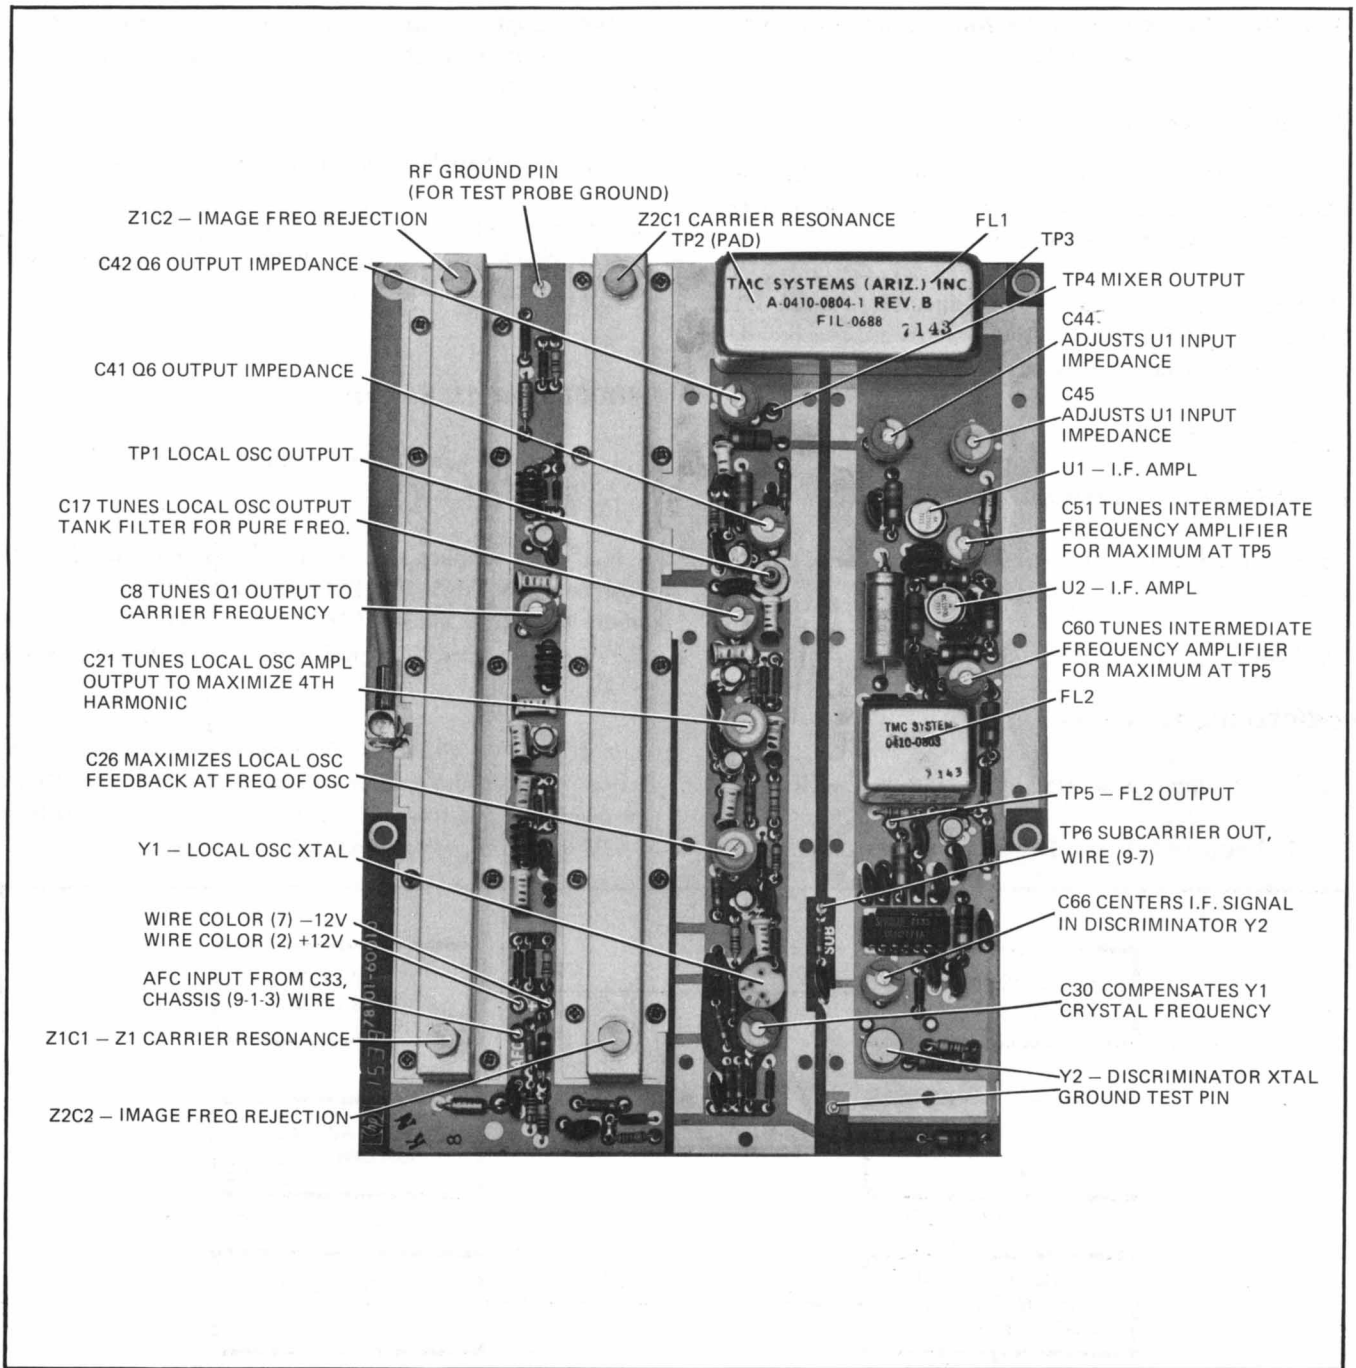 RF GROUND PIN
(FOR TEST PROBE GROUND)
Z1C2 – IMAGE FREQ REJECTION
Z2C1 CARRIER RESONANCE
TP2 (PAD)
FL1
TP3
C42 Q6 OUTPUT IMPEDANCE
TP4 MIXER OUTPUT
TMC SYSTEMS (ARIZ.) INC
A-0410-0804-1 REV. B
FIL-0688
7143
C44
ADJUSTS U1 INPUT
IMPEDANCE
C41 Q6 OUTPUT IMPEDANCE
C45
ADJUSTS U1 INPUT
IMPEDANCE
TP1 LOCAL OSC OUTPUT
U1 – I.F. AMPL
C17 TUNES LOCAL OSC OUTPUT
TANK FILTER FOR PURE FREQ.
C51 TUNES INTERMEDIATE
FREQUENCY AMPLIFIER
FOR MAXIMUM AT TP5
C8 TUNES Q1 OUTPUT TO
CARRIER FREQUENCY
U2 – I.F. AMPL
C60 TUNES INTERMEDIATE
FREQUENCY AMPLIFIER
FOR MAXIMUM AT TP5
C21 TUNES LOCAL OSC AMPL
OUTPUT TO MAXIMIZE 4TH
HARMONIC
FL2
TMC SYSTEM
0410-0803
7143
C26 MAXIMIZES LOCAL OSC
FEEDBACK AT FREQ OF OSC
TP5 – FL2 OUTPUT
TP6 SUBCARRIER OUT,
WIRE (9-7)
Y1 – LOCAL OSC XTAL
C66 CENTERS I.F. SIGNAL
IN DISCRIMINATOR Y2
SUB
WIRE COLOR (7) –12V
WIRE COLOR (2) +12V
AFC INPUT FROM C33,
CHASSIS (9-1-3) WIRE
C30 COMPENSATES Y1
CRYSTAL FREQUENCY
AFC
Z1C1 – Z1 CARRIER RESONANCE
Y2 – DISCRIMINATOR XTAL
GROUND TEST PIN
Z2C2 – IMAGE FREQ REJECTION
KN
8